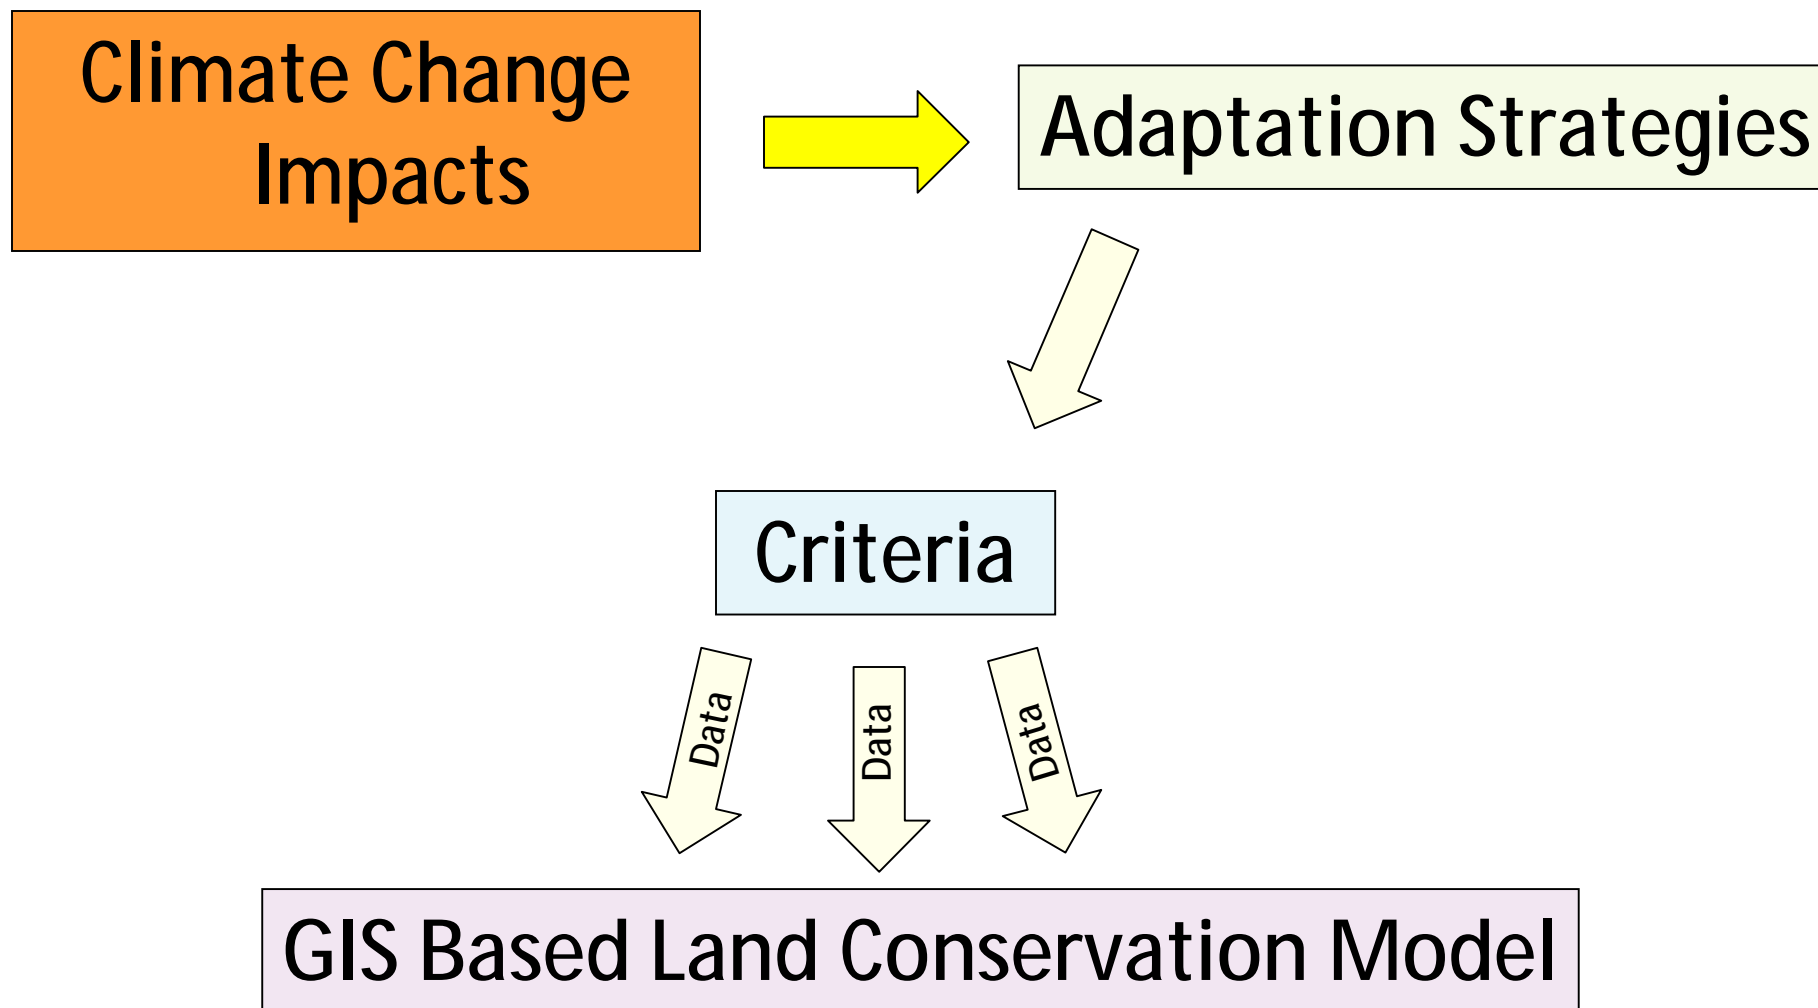 Climate Change
Impacts
Adaptation Strategies
Criteria
Data
Data
Data
GIS Based Land Conservation Model